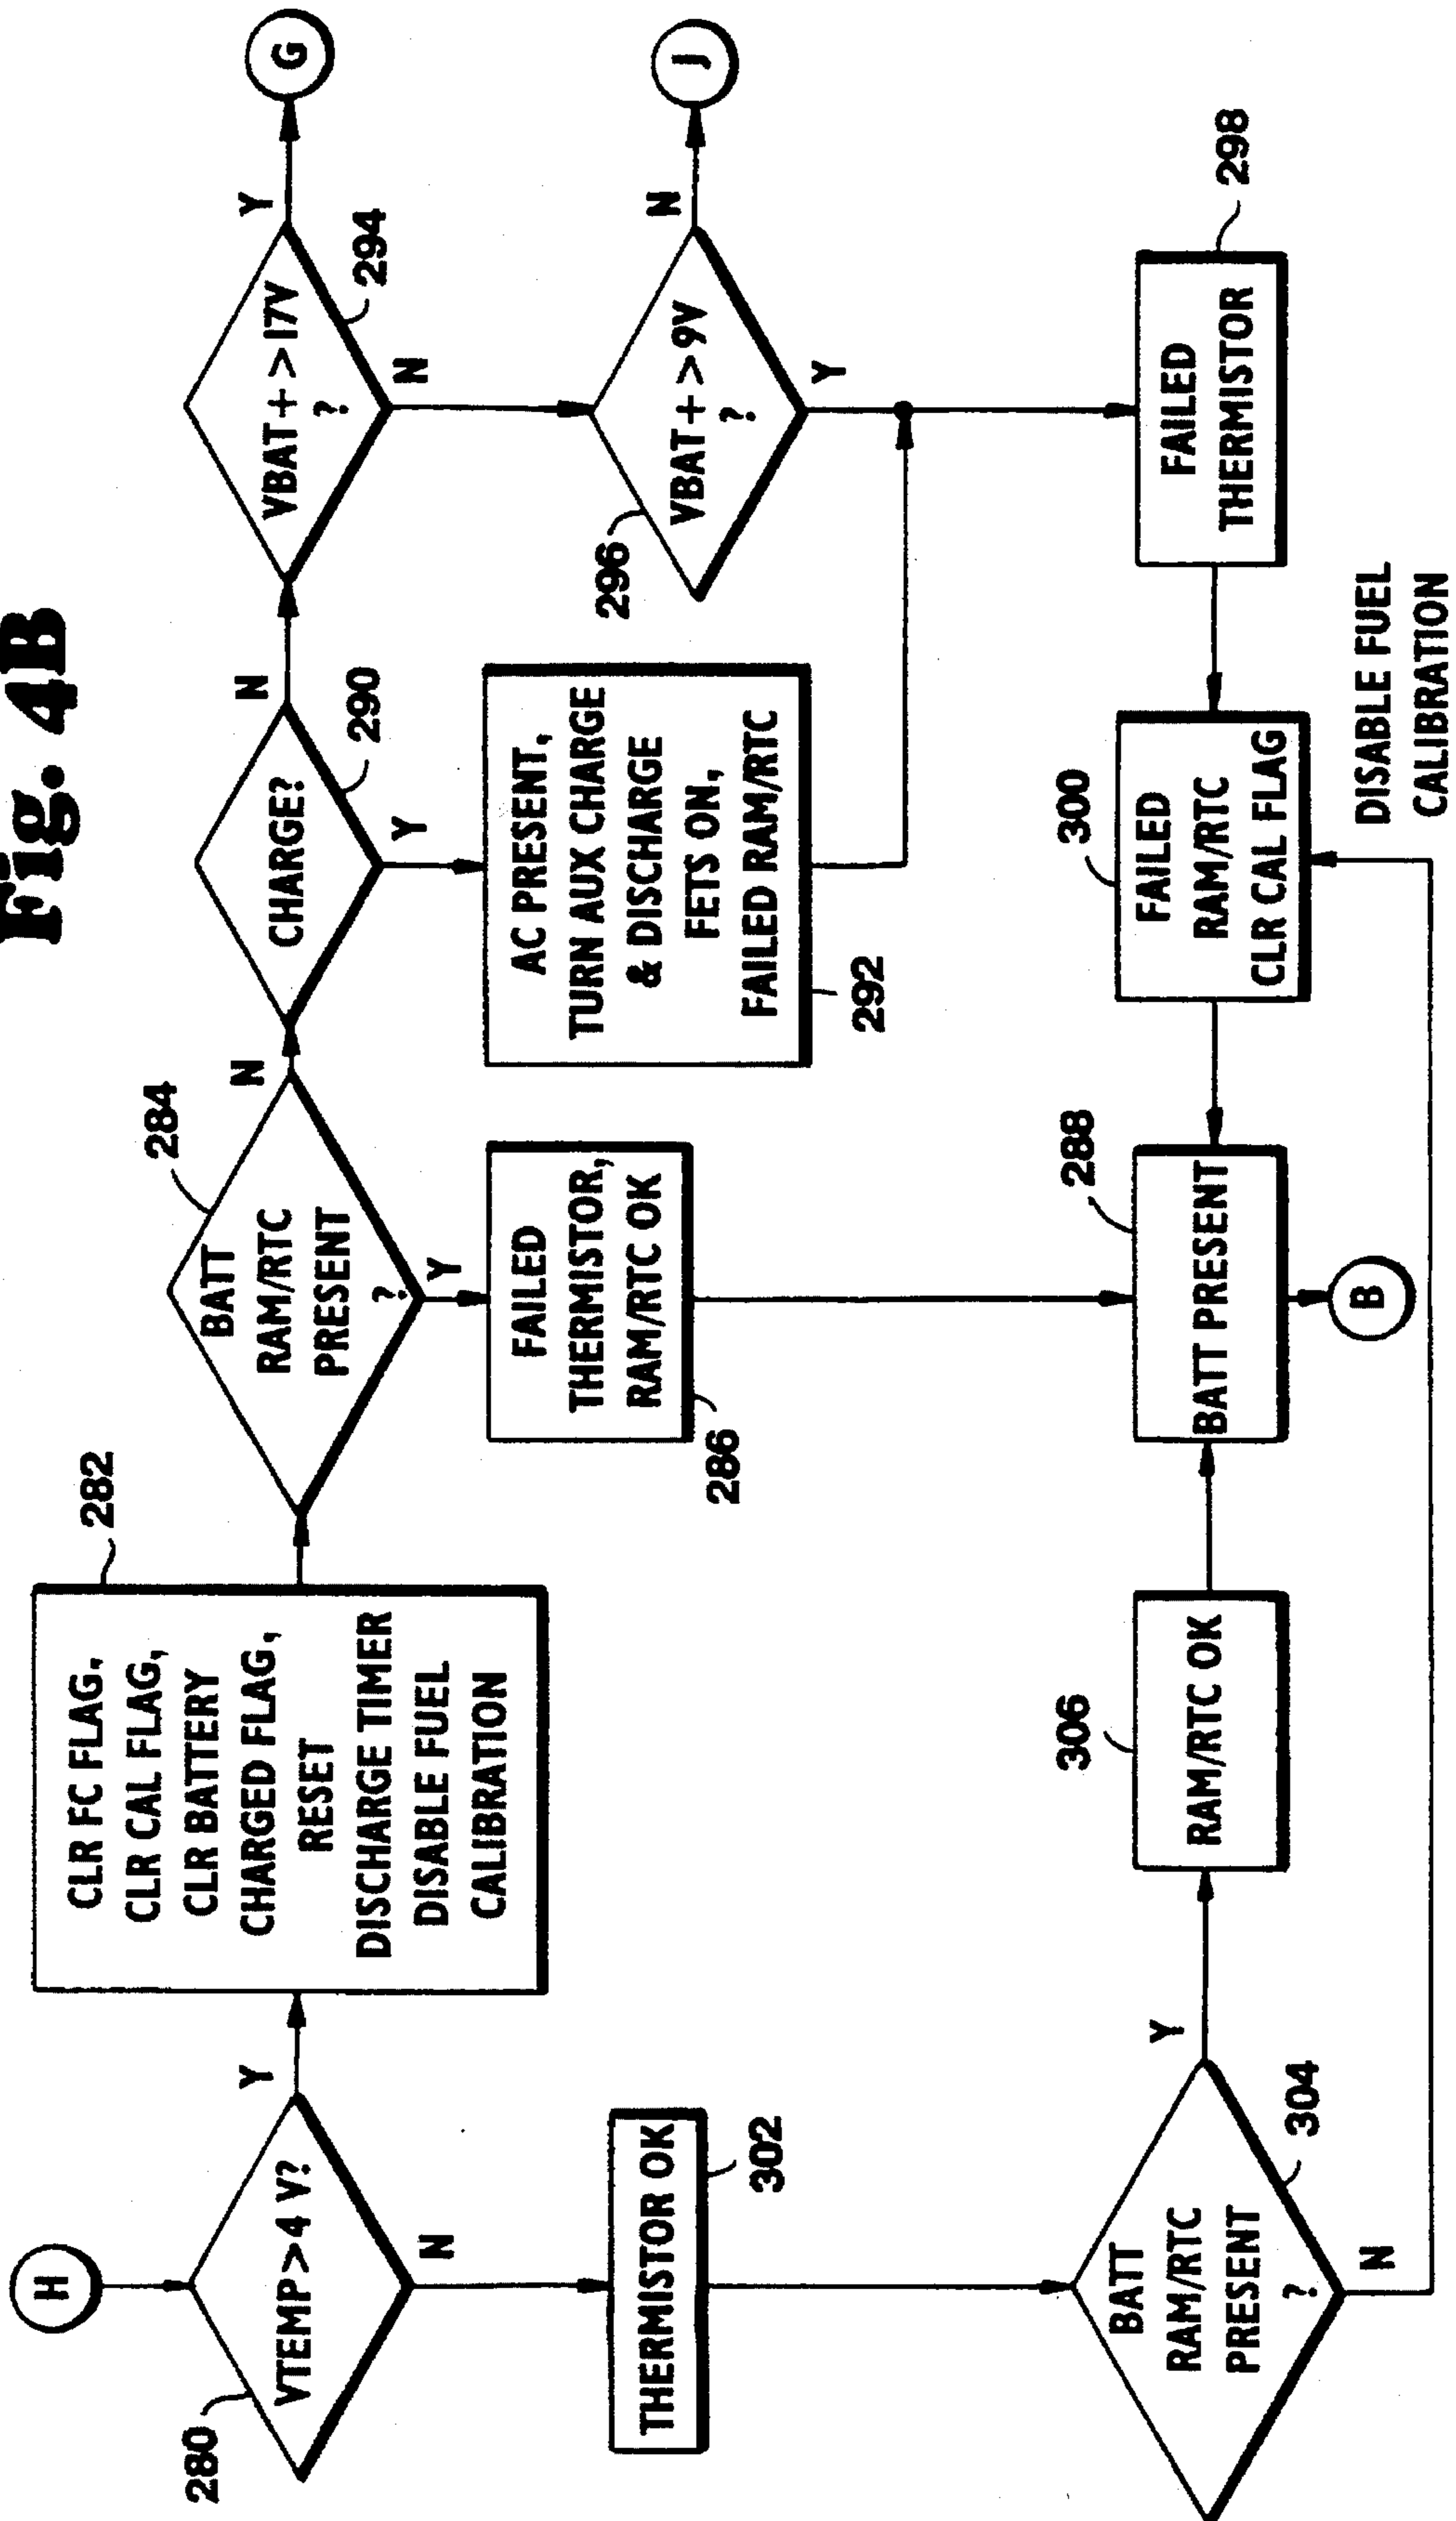 Fig. 4B
H
280
VTEMP>4 V?
Y
N
282
CLR FC FLAG.
CLR CAL FLAG,
CLR BATTERY
CHARGED FLAG,
RESET
DISCHARGE TIMER
DISABLE FUEL
CALIBRATION
284
BATT
RAM/RTC
PRESENT
?
N
Y
CHARGE?
290
N
Y
VBAT+ >17V
?
294
Y
N
G
FAILED
THERMISTOR,
RAM/RTC OK
286
AC PRESENT,
TURN AUX CHARGE
& DISCHARGE
FETS ON,
FAILED RAM/RTC
292
296
VBAT+ >9V
?
N
Y
J
THERMISTOR OK
302
BATT
RAM/RTC
PRESENT
?
304
Y
N
306
RAM/RTC OK
288
BATT PRESENT
B
300
FAILED
RAM/RTC
CLR CAL FLAG
FAILED
THERMISTOR
298
DISABLE FUEL
CALIBRATION